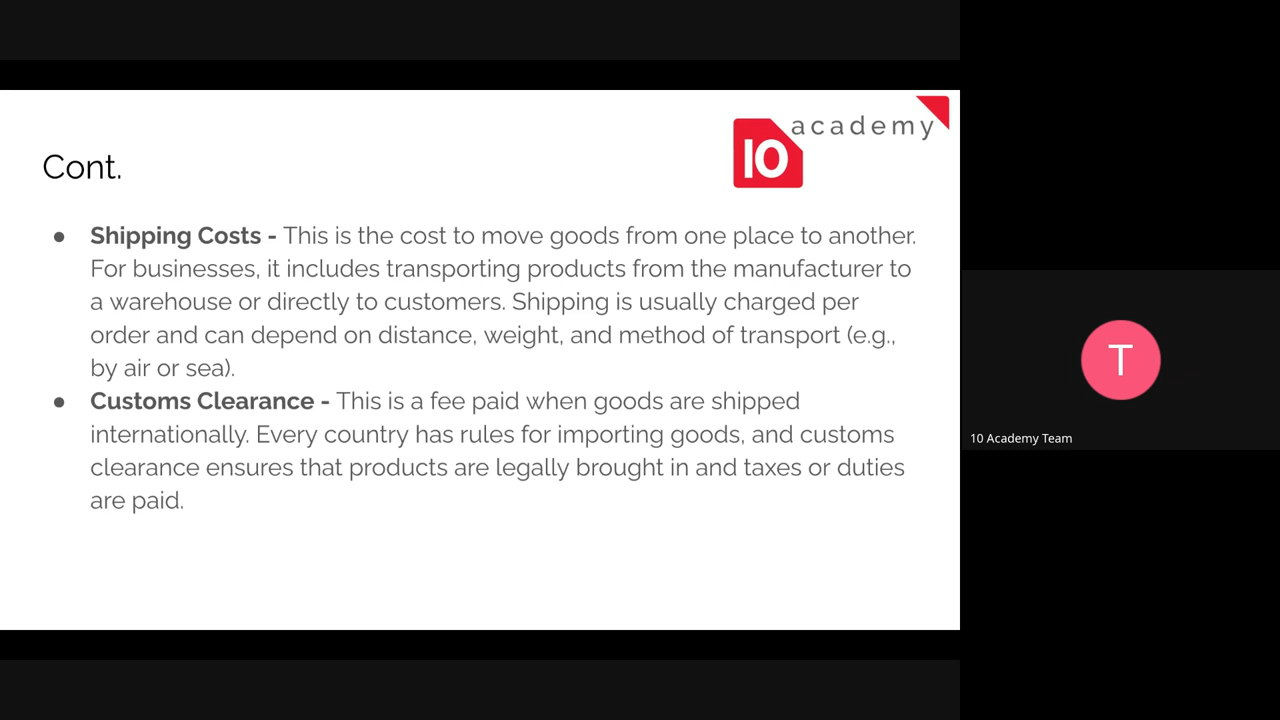 academy
10
Cont.
● Shipping Costs - This is the cost to move goods from one place to another.
For businesses, it includes transporting products from the manufacturer to
a warehouse or directly to customers. Shipping is usually charged per
order and can depend on distance, weight, and method of transport (e.g.,
by air or sea).
● Customs Clearance - This is a fee paid when goods are shipped
internationally. Every country has rules for importing goods, and customs
clearance ensures that products are legally brought in and taxes or duties
are paid.
T
10 Academy Team